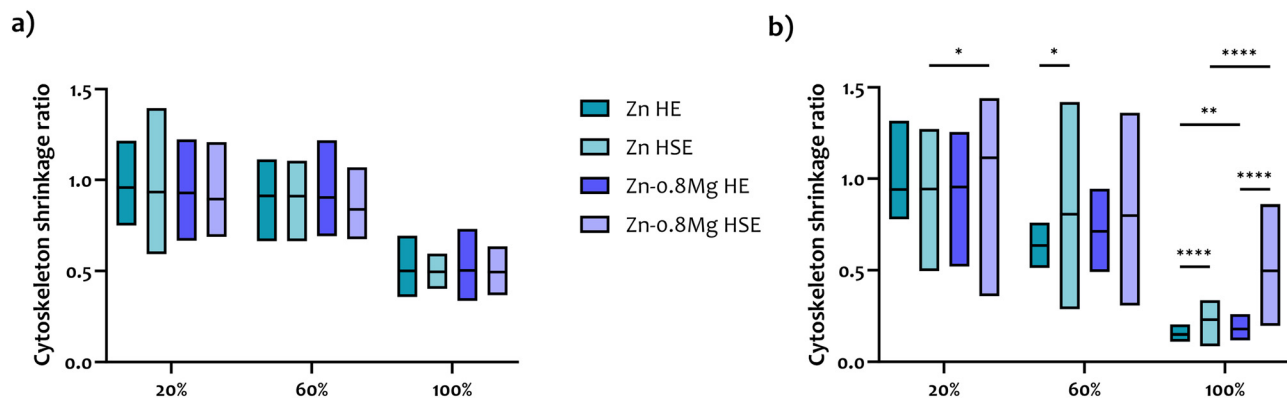 a)
Cytoskeleton shrinkage ratio
1.5
1.0
0.5
0.0
20% 60% 100%
Zn HE
Zn HSE
Zn-0.8Mg HE
Zn-0.8Mg HSE
b)
Cytoskeleton shrinkage ratio
1.5
1.0
0.5
0.0
* * ****
**
****
****
20% 60% 100%